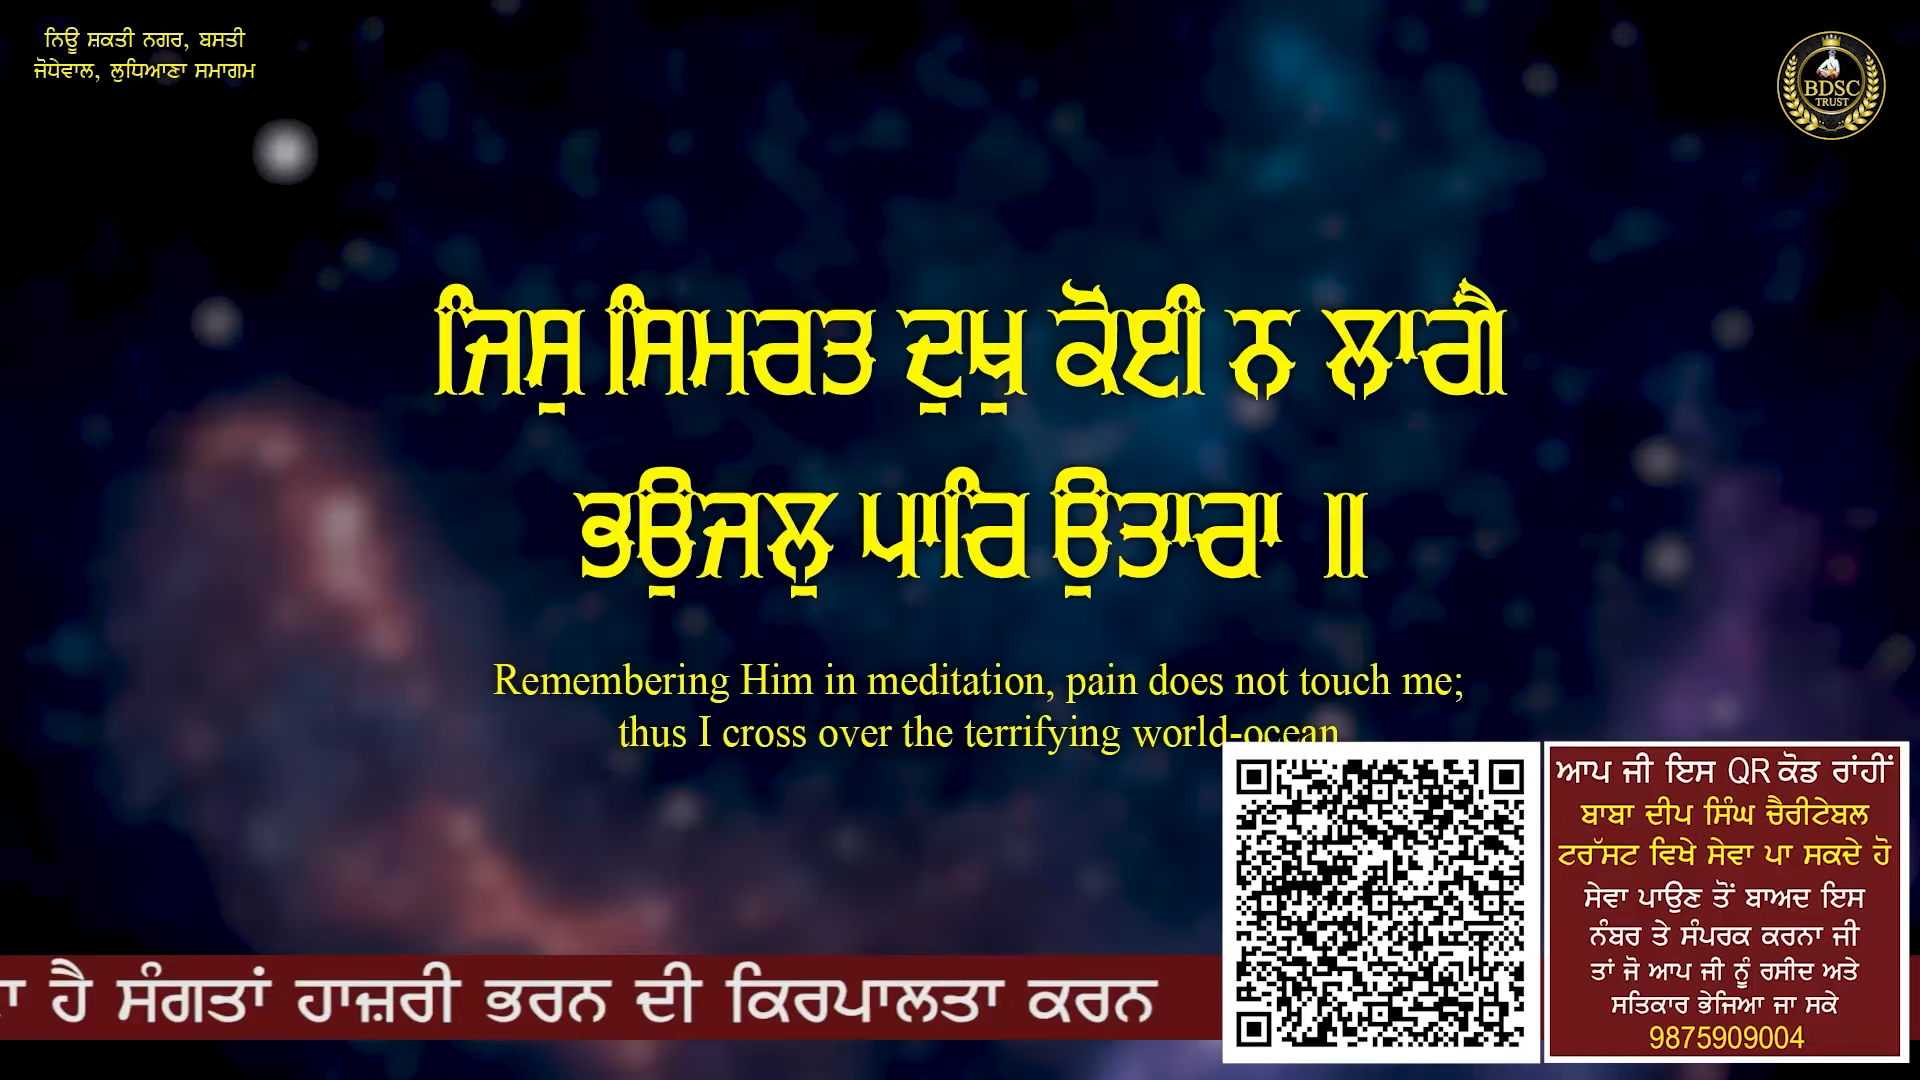 ਨਿਊ ਸ਼ਕਤੀ ਨਗਰ, ਬਸਤੀ
ਜੋਧੇਵਾਲ, ਲੁਧਿਆਣਾ ਸਮਾਗਮ
BDSC
TRUST
ਜਿਸੁ ਸਿਮਰਤ ਦੁਖੁ ਕੋਈ ਨ ਲਾਗੈ
ਭਉਜਲੁ ਪਾਰਿ ਉਤਾਰਾ ॥
Remembering Him in meditation, pain does not touch me;
thus I cross over the terrifying world-ocean
ਆਪ ਜੀ ਇਸ QR ਕੋਡ ਰਾਂਹੀਂ
ਬਾਬਾ ਦੀਪ ਸਿੰਘ ਚੈਰੀਟੇਬਲ
ਟਰੱਸਟ ਵਿਖੇ ਸੇਵਾ ਪਾ ਸਕਦੇ ਹੋ
ਸੇਵਾ ਪਾਉਣ ਤੋਂ ਬਾਅਦ ਇਸ
ਨੰਬਰ ਤੇ ਸੰਪਰਕ ਕਰਨਾ ਜੀ
ਤਾਂ ਜੋ ਆਪ ਜੀ ਨੂੰ ਰਸੀਦ ਅਤੇ
ਸਤਿਕਾਰ ਭੇਜਿਆ ਜਾ ਸਕੇ
9875909004
ਹੈ ਸੰਗਤਾਂ ਹਾਜ਼ਰੀ ਭਰਨ ਦੀ ਕਿਰਪਾਲਤਾ ਕਰਨ